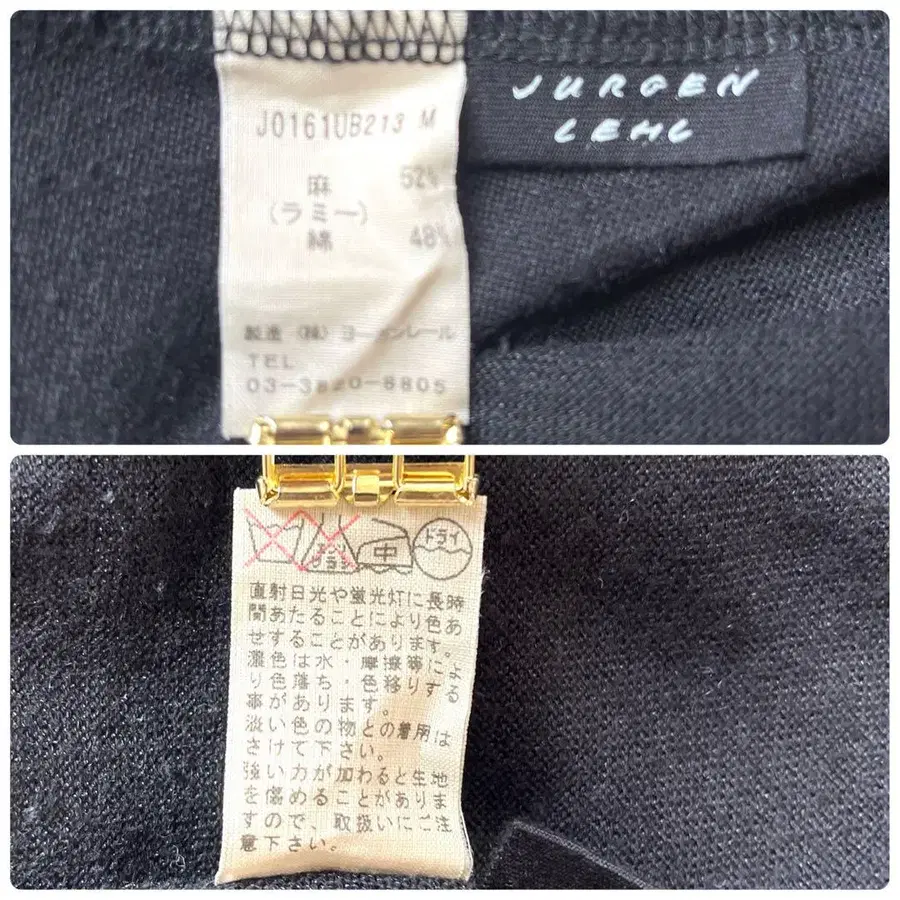 J0161UB213 M
麻 52%
(ラミー)
綿 48%
製造 (株) ヨーガンレール
TEL
03-3820-8805
JURGEN
LEHL
エンソ
ブラシ
中
ドライ
直射日光や蛍光灯に長時
間あたることにより色あ
せすることがあります。
濃色は水・摩擦等によ
り色落ち・色移りする
事があります。
淡い色の物との着用は
さけて下さい。
強い力が加わると生地
を傷めることがありま
すので、取扱いにご注
意下さい。